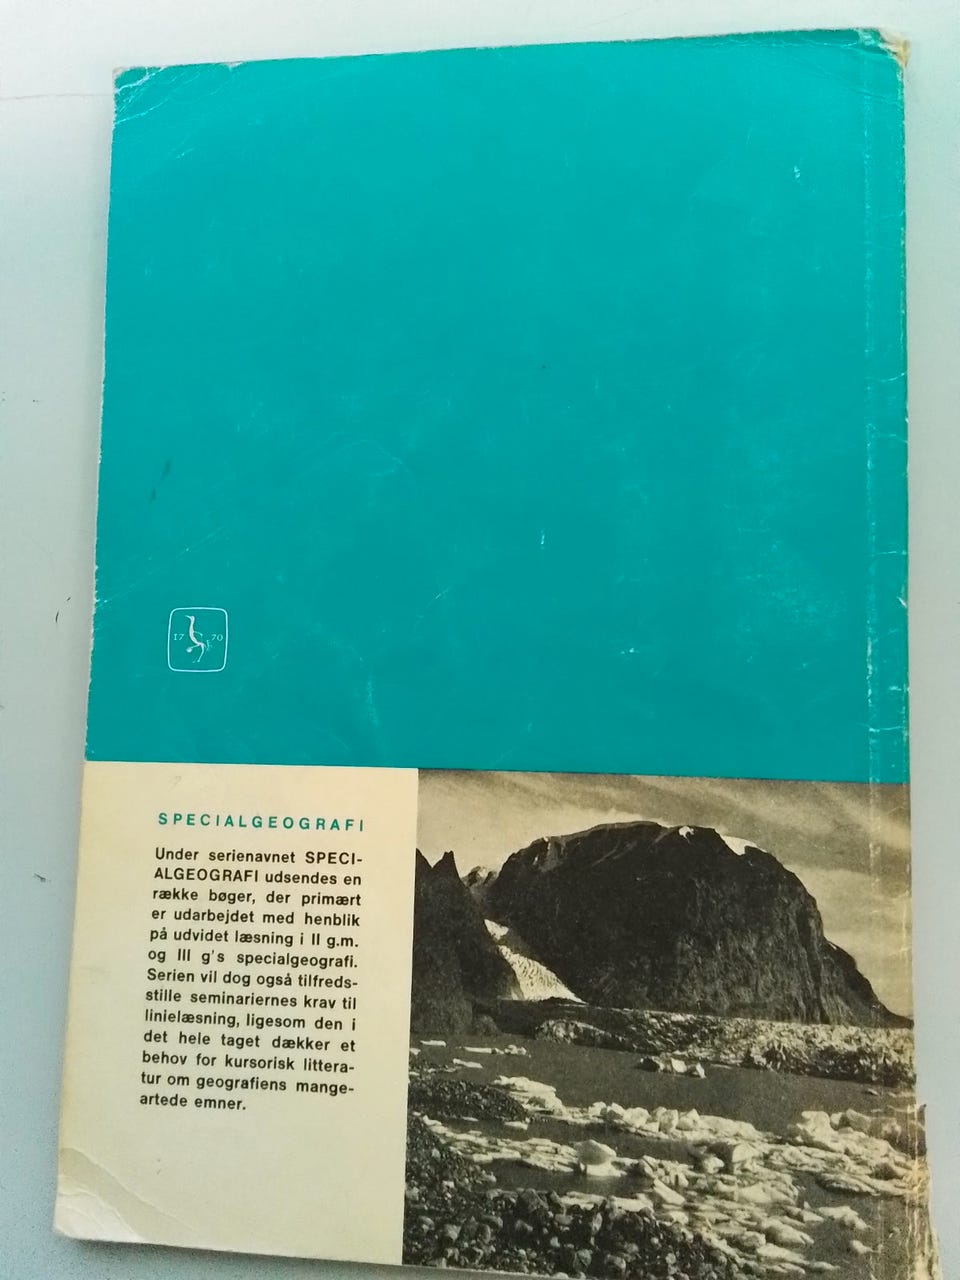 17 70
SPECIALGEOGRAFI
Under serienavnet SPECI-
ALGEOGRAFI udsendes en
række bøger, der primært
er udarbejdet med henblik
på udvidet læsning i II g.m.
og III g's specialgeografi.
Serien vil dog også tilfreds-
stille seminariernes krav til
linielæsning, ligesom den i
det hele taget dækker et
behov for kursorisk littera-
tur om geografiens mange-
artede emner.